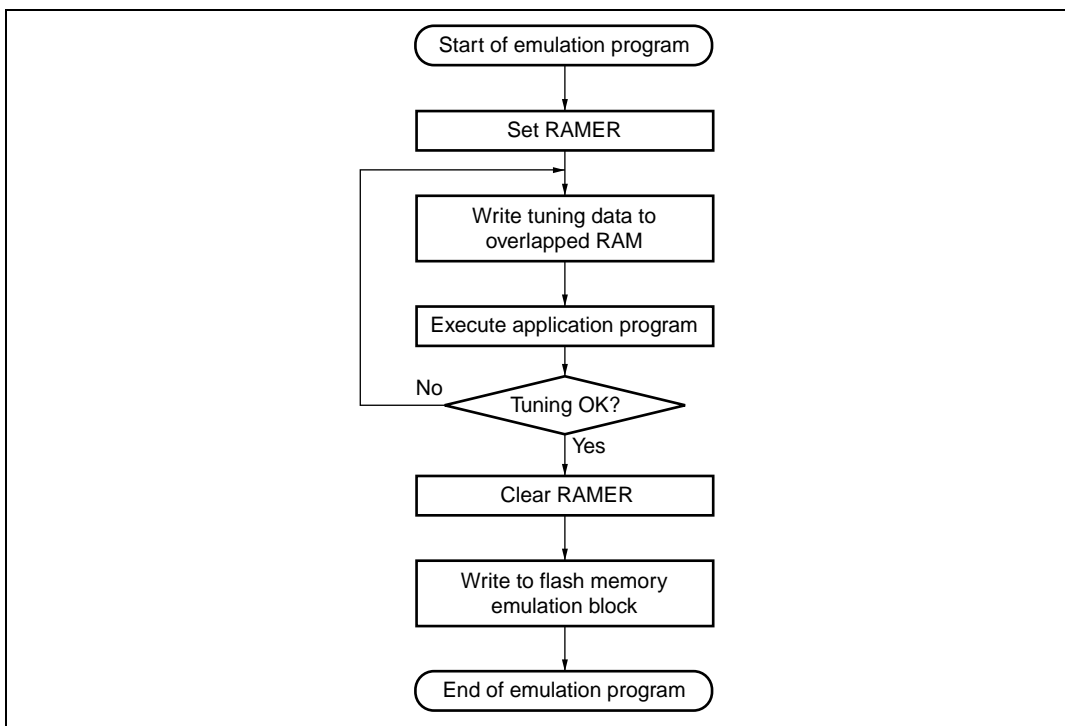 Start of emulation program
Set RAMER
Write tuning data to
overlapped RAM
Execute application program
No
Tuning OK?
Yes
Clear RAMER
Write to flash memory
emulation block
End of emulation program